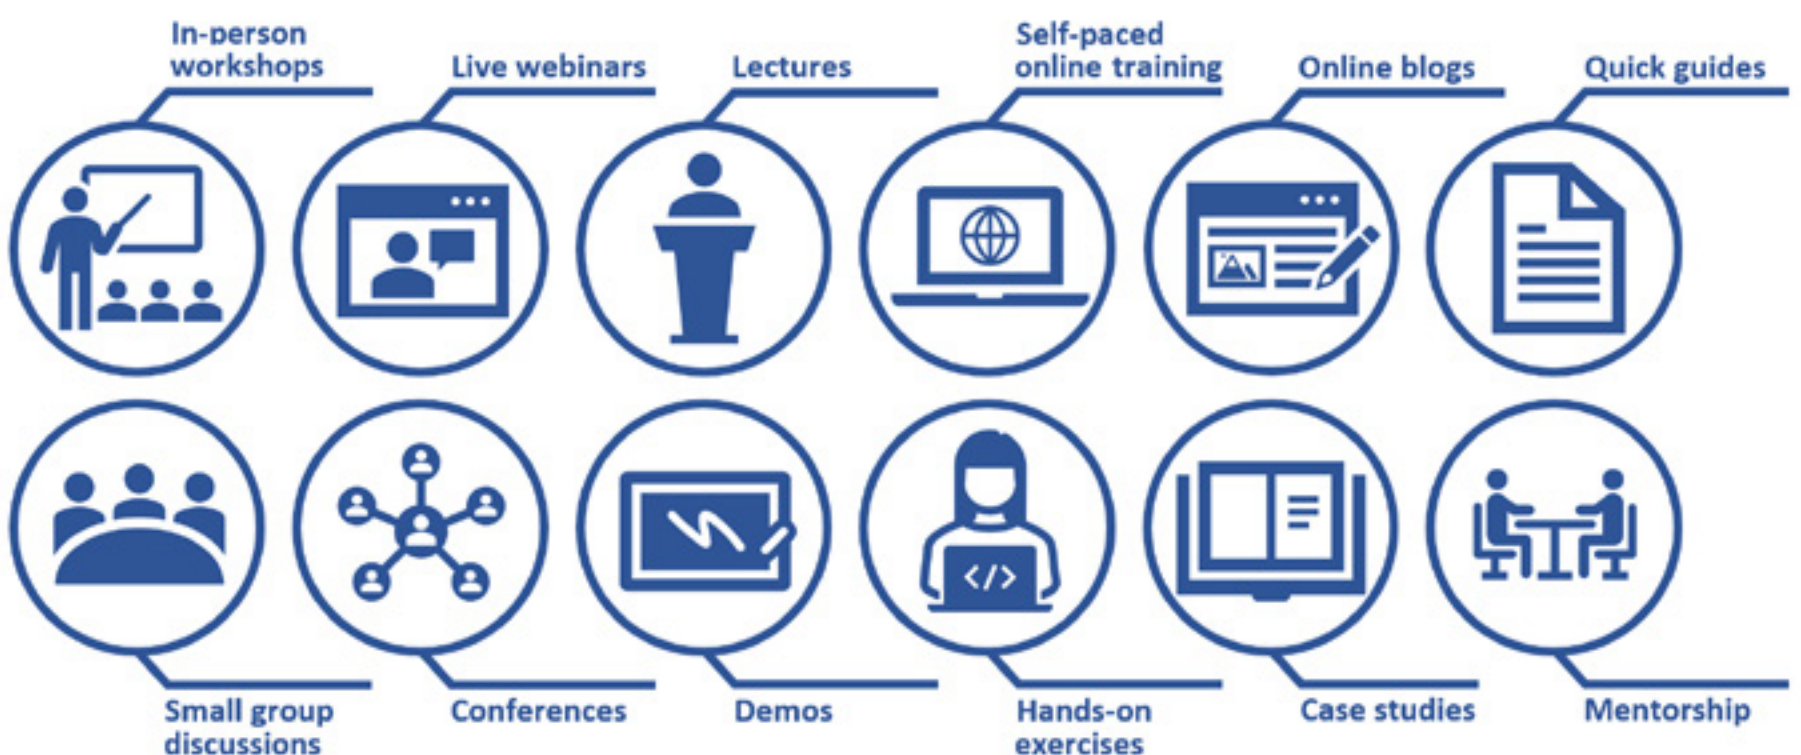 In-person
workshops
Live webinars
Lectures
Self-paced
online training
Online blogs
Quick guides
</>
Small group
discussions
Conferences
Demos
Hands-on
exercises
Case studies
Mentorship